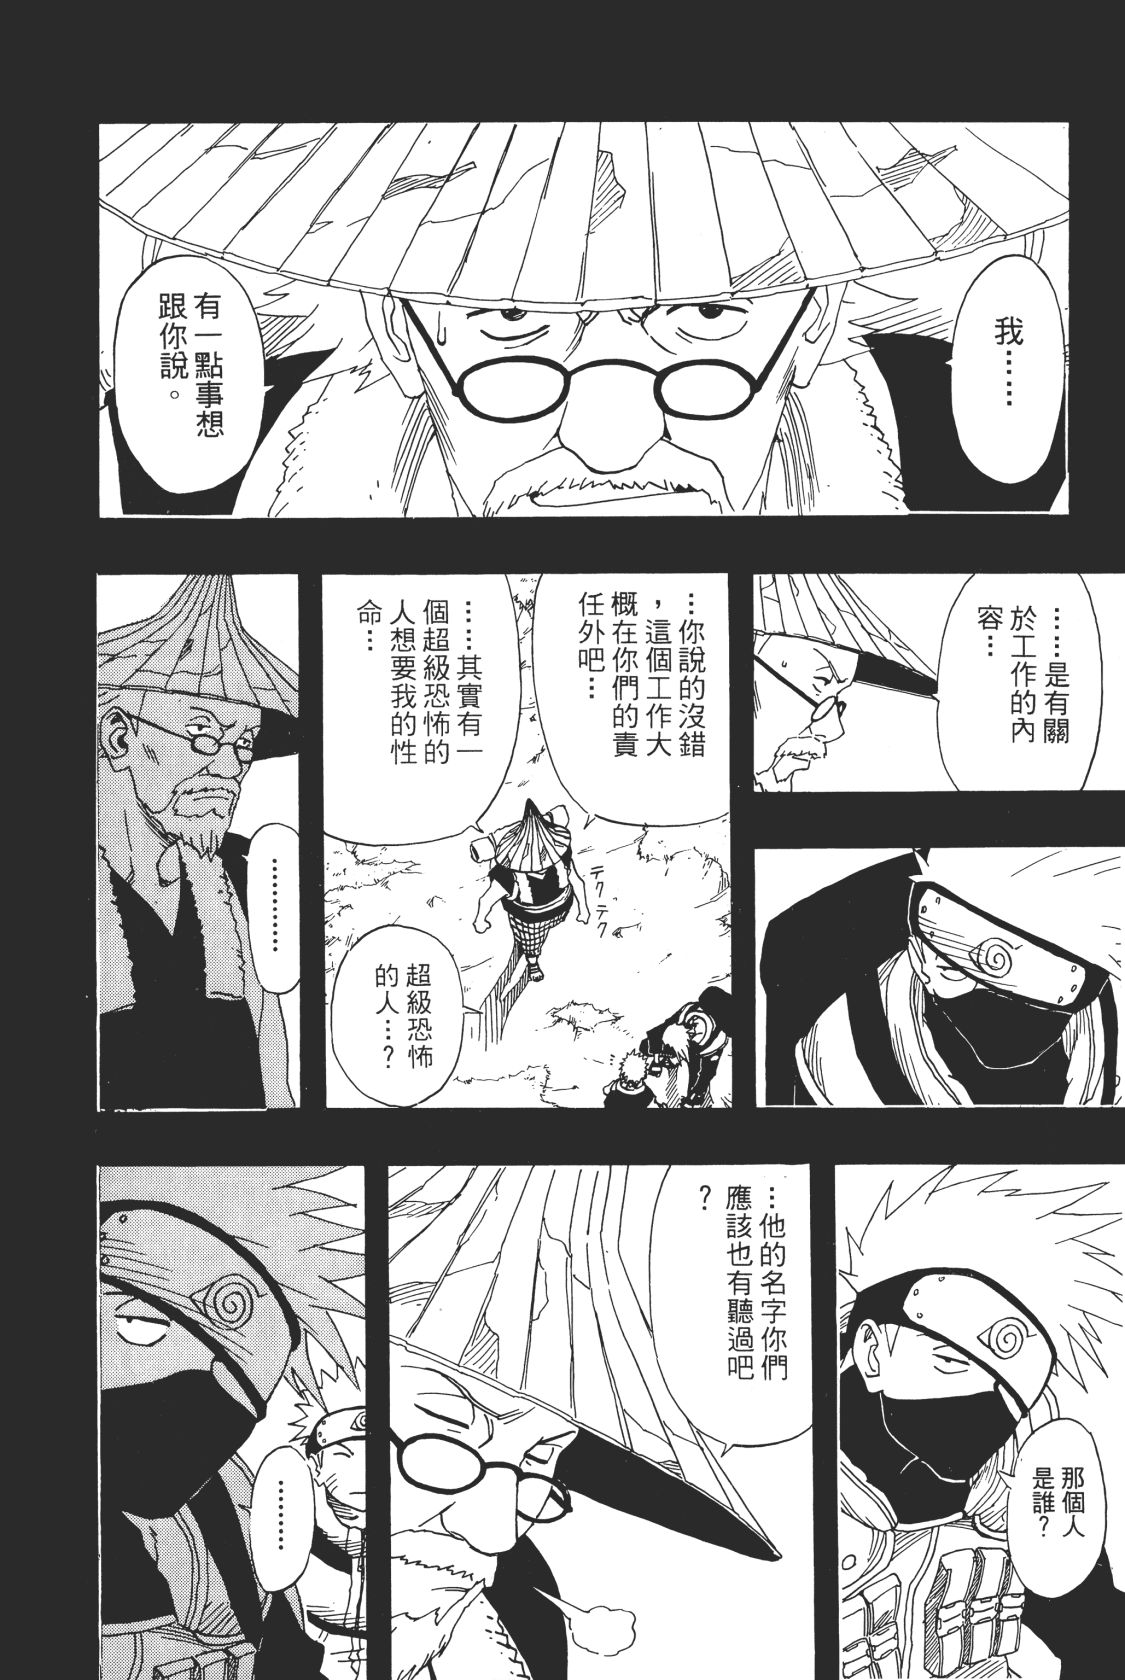 我⋯⋯
有一點事想
跟你說。
⋯⋯是有關
於工作的內
容⋯
⋯你說的沒錯
，這個工作大
概在你們的責
任外吧⋯
⋯⋯其實有一
個超級恐怖的
人想要我的性
命⋯
テクテク
超級恐怖
的人⋯?
⋯⋯⋯
那個人
是誰?
⋯他的名字你們
應該也有聽過吧
?
⋯⋯⋯